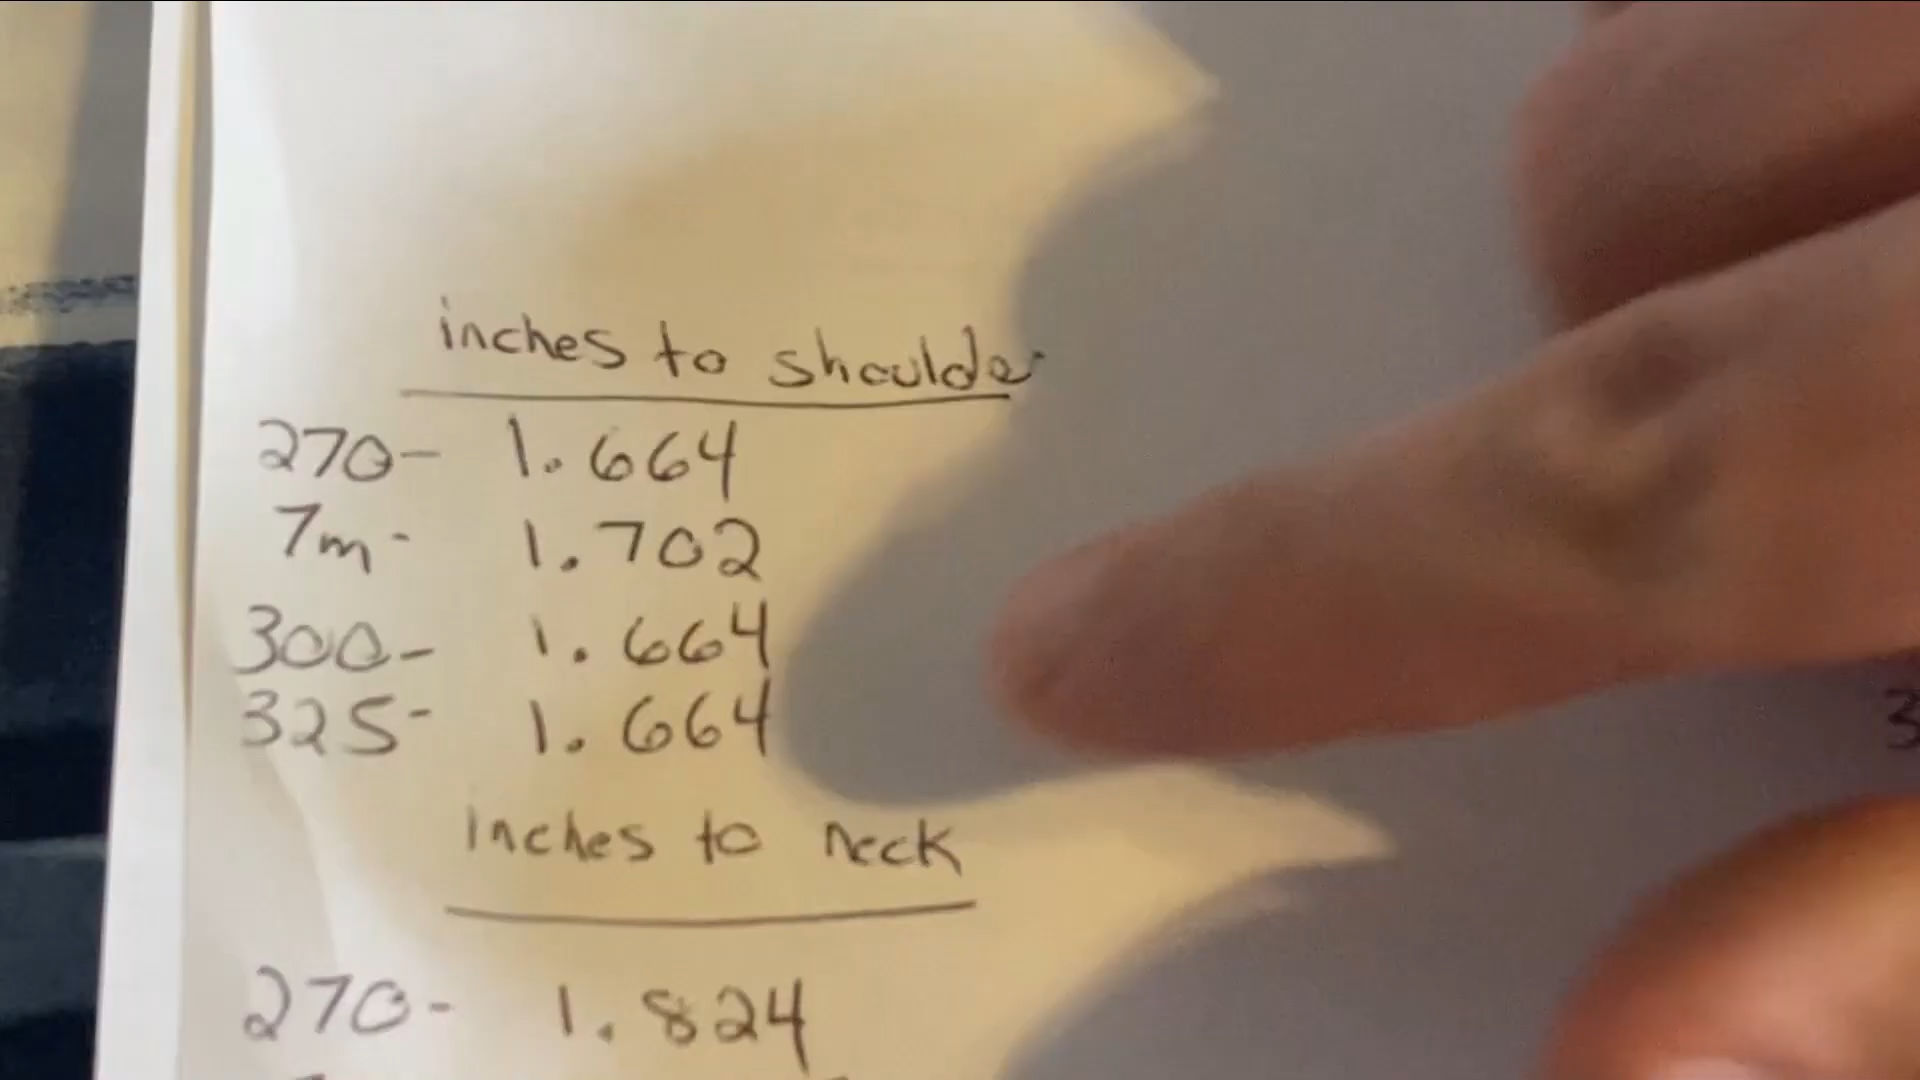 inches to shoulder
270- 1.664
7m- 1.702
300- 1.664
325- 1.664
inches to neck
270- 1.824
3